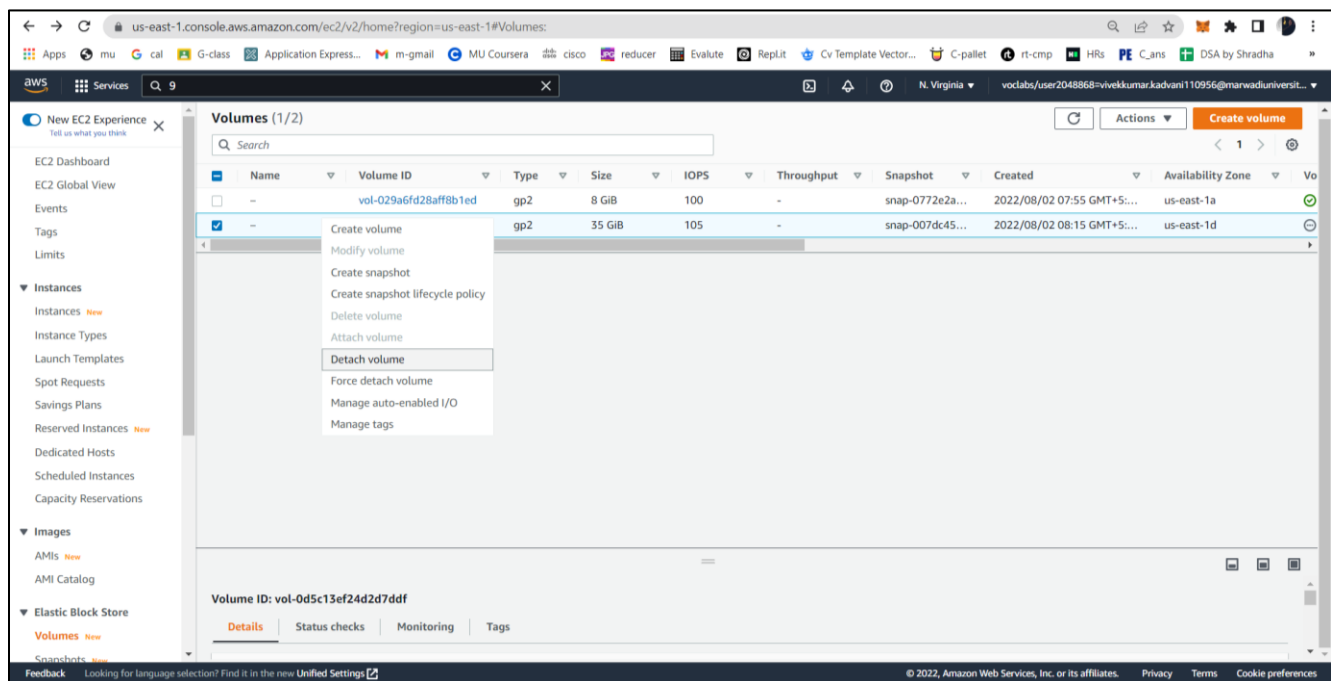 us-east-1.console.aws.amazon.com/ec2/v2/home?region=us-east-1#Volumes:
Apps mu cal G-class Application Express... m-gmail MU Coursera cisco reducer Evalute Repl.it Cv Template Vector... C-pallet rt-cmp HRs C_ans DSA by Shradha »
aws Services 9 N. Virginia ▼ voclabs/user2048868=vivekkumar.kadvani110956@marwadiuniversit... ▼
New EC2 Experience
Tell us what you think
EC2 Dashboard
EC2 Global View
Events
Tags
Limits
Instances
Instances New
Instance Types
Launch Templates
Spot Requests
Savings Plans
Reserved Instances New
Dedicated Hosts
Scheduled Instances
Capacity Reservations
Images
AMIs New
AMI Catalog
Elastic Block Store
Volumes New
Snapshots New
Volumes (1/2)
Actions ▼ Create volume
Search
1
Name Volume ID Type Size IOPS Throughput Snapshot Created Availability Zone Vo
– vol-029a6fd28aff8b1ed gp2 8 GiB 100 - snap-0772e2a... 2022/08/02 07:55 GMT+5:... us-east-1a
– gp2 35 GiB 105 - snap-007dc45... 2022/08/02 08:15 GMT+5:... us-east-1d
Create volume
Modify volume
Create snapshot
Create snapshot lifecycle policy
Delete volume
Attach volume
Detach volume
Force detach volume
Manage auto-enabled I/O
Manage tags
Volume ID: vol-0d5c13ef24d2d7ddf
Details Status checks Monitoring Tags
Feedback Looking for language selection? Find it in the new Unified Settings © 2022, Amazon Web Services, Inc. or its affiliates. Privacy Terms Cookie preferences